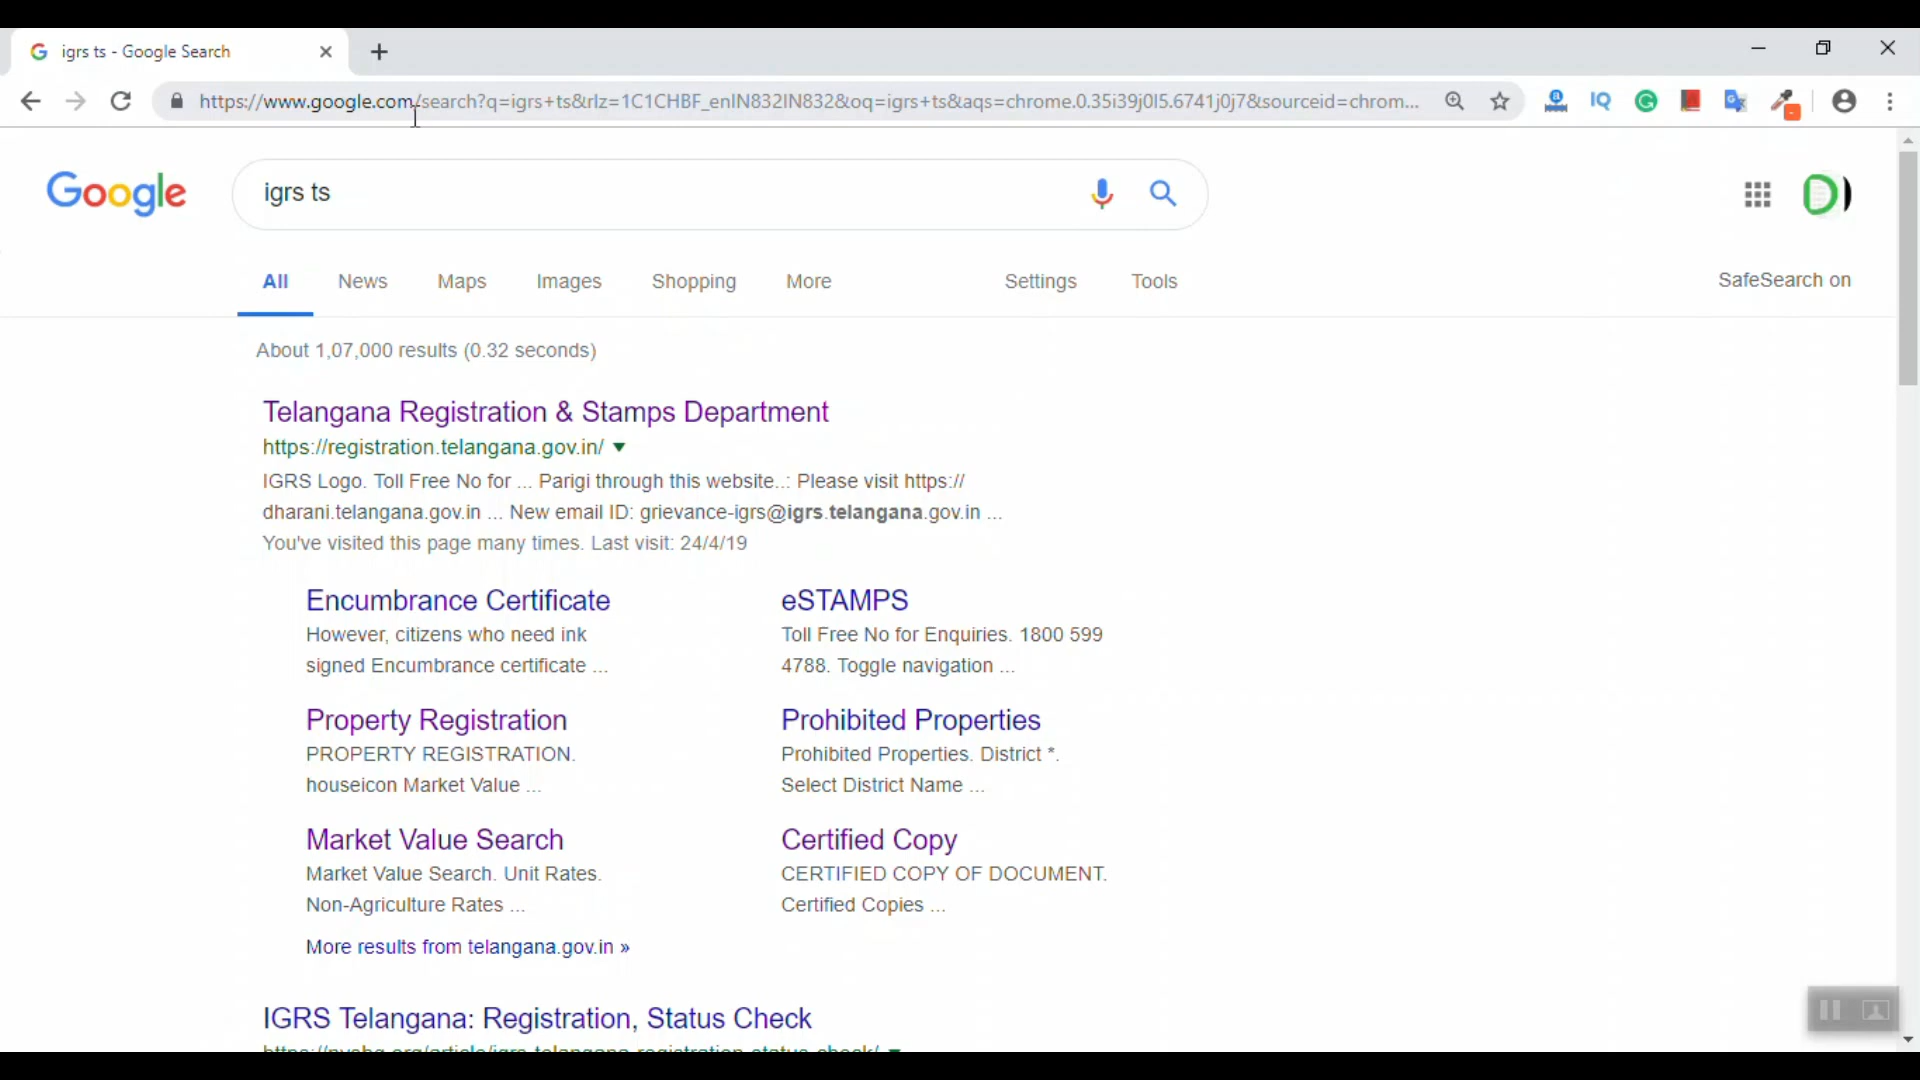 igrs ts - Google Search
https://www.google.com/search?q=igrs+ts&rlz=1C1CHBF_enIN832IN832&oq=igrs+ts&aqs=chrome.0.35i39j0l5.6741j0j7&sourceid=chrom...
IQ
Google
igrs ts
All News Maps Images Shopping More Settings Tools
SafeSearch on
About 1,07,000 results (0.32 seconds)
Telangana Registration & Stamps Department
https://registration.telangana.gov.in/
IGRS Logo. Toll Free No for ... Parigi through this website..: Please visit https://
dharani.telangana.gov.in ... New email ID: grievance-igrs@igrs.telangana.gov.in ...
You've visited this page many times. Last visit: 24/4/19
Encumbrance Certificate
However, citizens who need ink
signed Encumbrance certificate ...
eSTAMPS
Toll Free No for Enquiries. 1800 599
4788. Toggle navigation ...
Property Registration
PROPERTY REGISTRATION.
houseicon Market Value ...
Prohibited Properties
Prohibited Properties. District *.
Select District Name ...
Market Value Search
Market Value Search. Unit Rates.
Non-Agriculture Rates ...
Certified Copy
CERTIFIED COPY OF DOCUMENT.
Certified Copies ...
More results from telangana.gov.in »
IGRS Telangana: Registration, Status Check